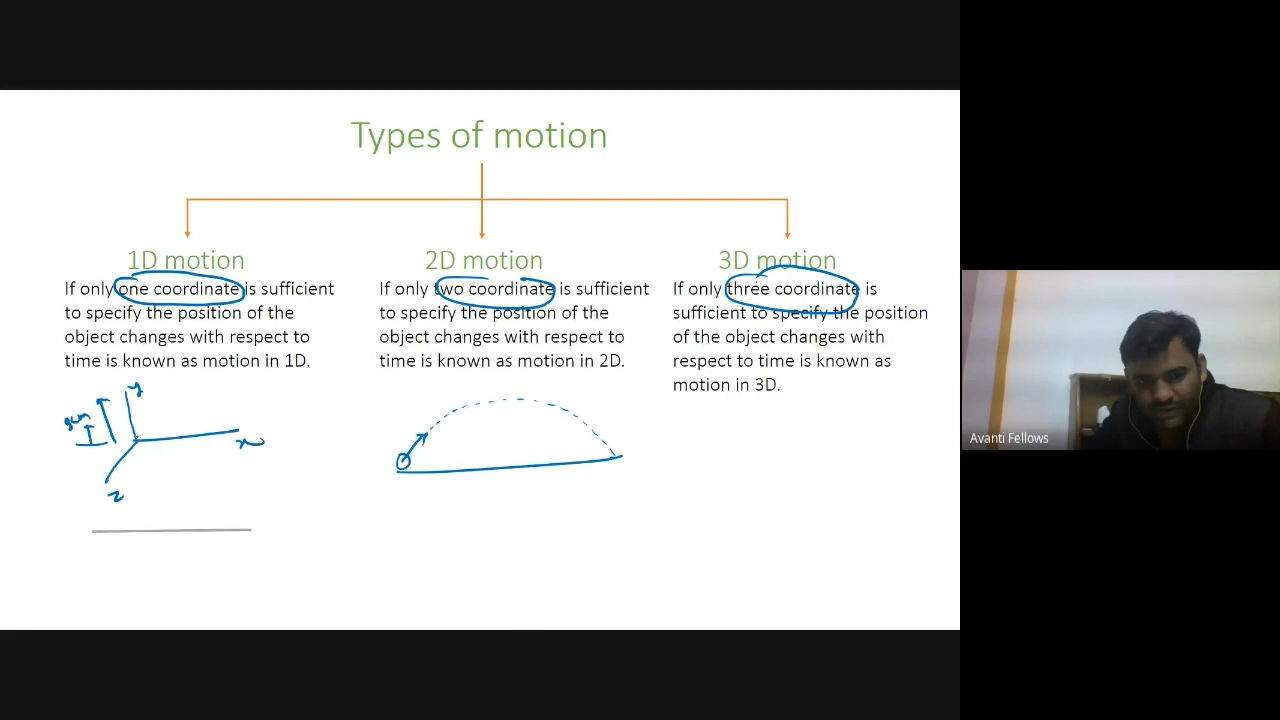 Types of motion
1D motion
If only one coordinate is sufficient
to specify the position of the
object changes with respect to
time is known as motion in 1D.
2D motion
If only two coordinate is sufficient
to specify the position of the
object changes with respect to
time is known as motion in 2D.
3D motion
If only three coordinate is
sufficient to specify the position
of the object changes with
respect to time is known as
motion in 3D.
y
x
z
Avanti Fellows